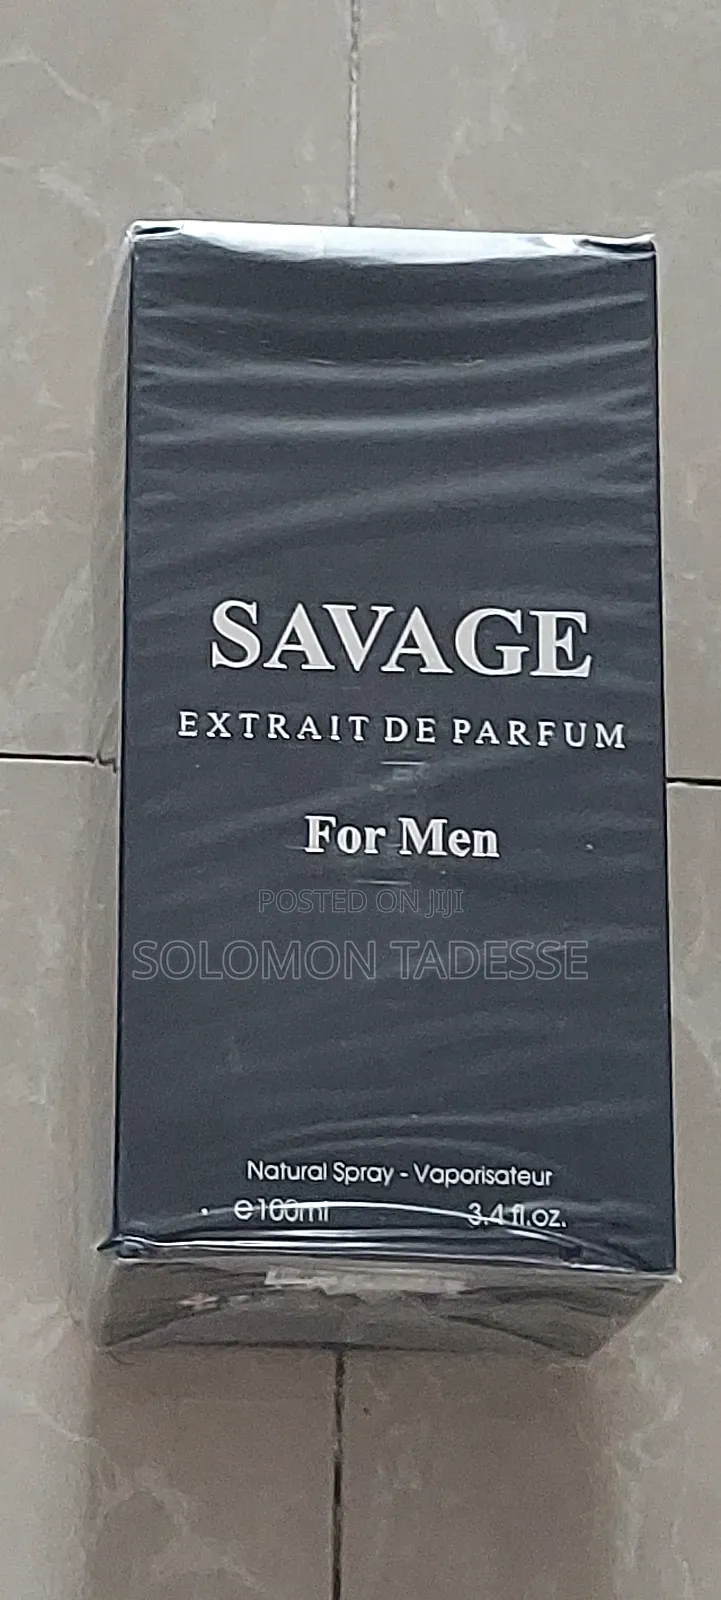 SAVAGE
EXTRAIT DE PARFUM
For Men
POSTED ON JIJI
SOLOMON TADESSE
Natural Spray - Vaporisateur
e100ml 3.4 fl.oz.